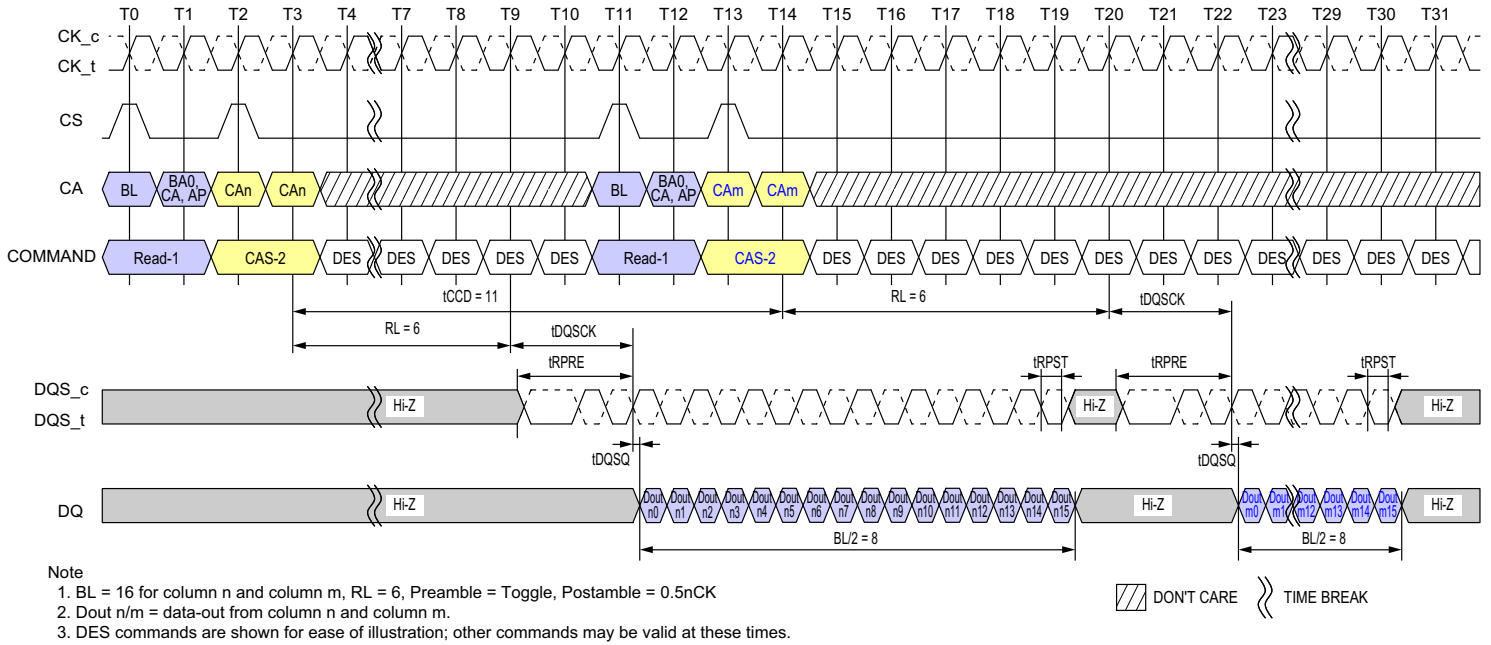 T0 T1 T2 T3 T4 T7 T8 T9 T10 T11 T12 T13 T14 T15 T16 T17 T18 T19 T20 T21 T22 T23 T29 T30 T31
CK_c
CK_t
CS
CA BL BA0, CA, AP CAn CAn BL BA0, CA, AP CAm CAm
COMMAND Read-1 CAS-2 DES DES DES DES DES Read-1 CAS-2 DES DES DES DES DES DES DES DES DES DES DES DES
tCCD = 11 RL = 6 tDQSCK
RL = 6 tDQSCK
tRPRE tRPST tRPRE tRPST
DQS_c
DQS_t Hi-Z Hi-Z Hi-Z
tDQSQ tDQSQ
DQ Hi-Z Dout n0 Dout n1 Dout n2 Dout n3 Dout n4 Dout n5 Dout n6 Dout n7 Dout n8 Dout n9 Dout n10 Dout n11 Dout n12 Dout n13 Dout n14 Dout n15 Hi-Z Dout m0 Dout m1 Dout m12 Dout m13 Dout m14 Dout m15 Hi-Z
BL/2 = 8 BL/2 = 8
Note
1. BL = 16 for column n and column m, RL = 6, Preamble = Toggle, Postamble = 0.5nCK
2. Dout n/m = data-out from column n and column m.
3. DES commands are shown for ease of illustration; other commands may be valid at these times.
DON'T CARE TIME BREAK